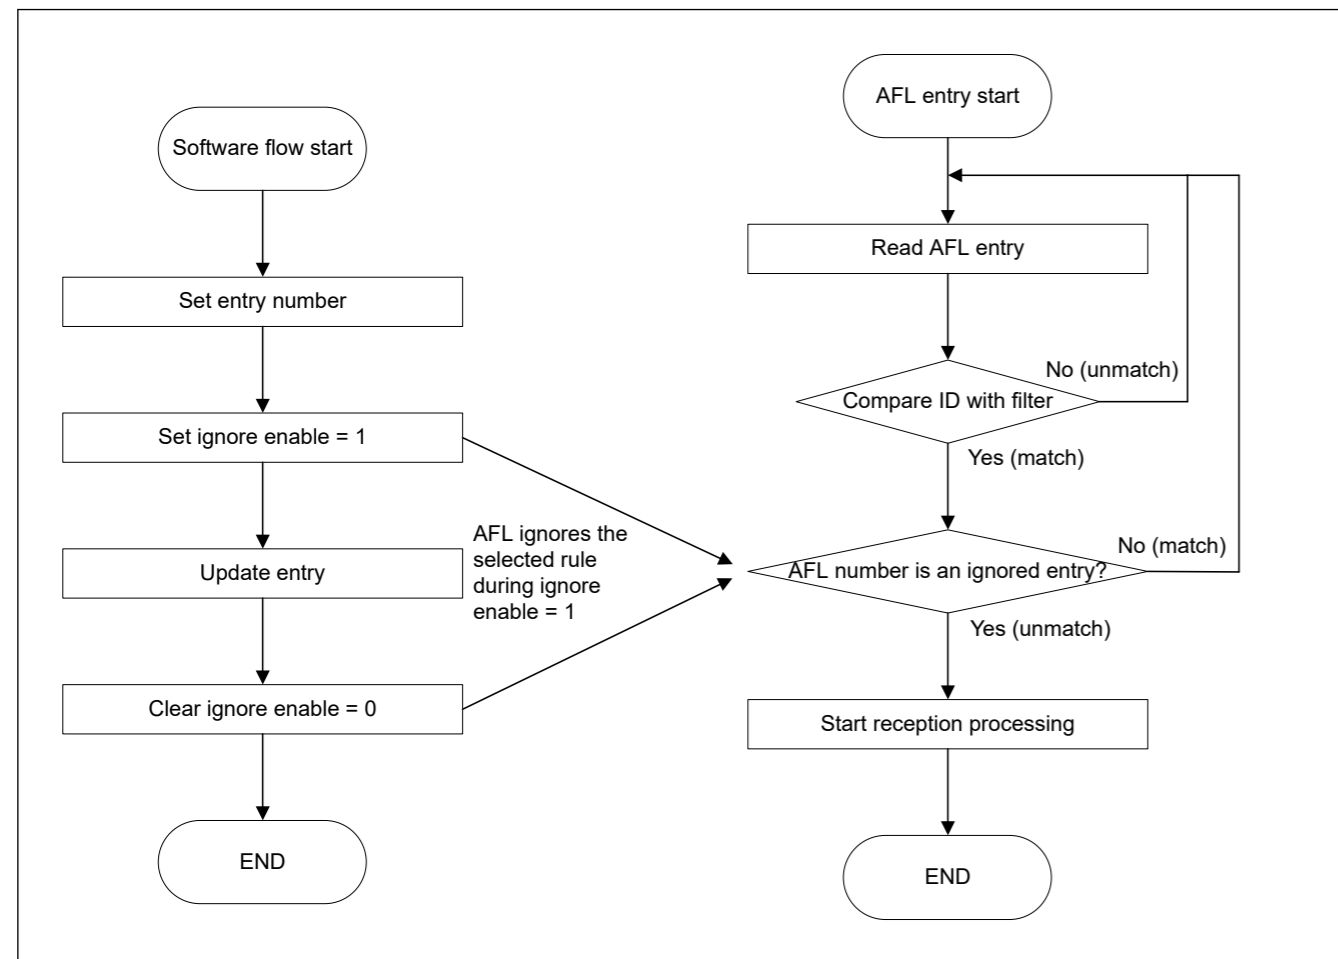 Software flow start
Set entry number
Set ignore enable = 1
Update entry
Clear ignore enable = 0
END
AFL ignores the
selected rule
during ignore
enable = 1
AFL entry start
Read AFL entry
No (unmatch)
Compare ID with filter
Yes (match)
No (match)
AFL number is an ignored entry?
Yes (unmatch)
Start reception processing
END